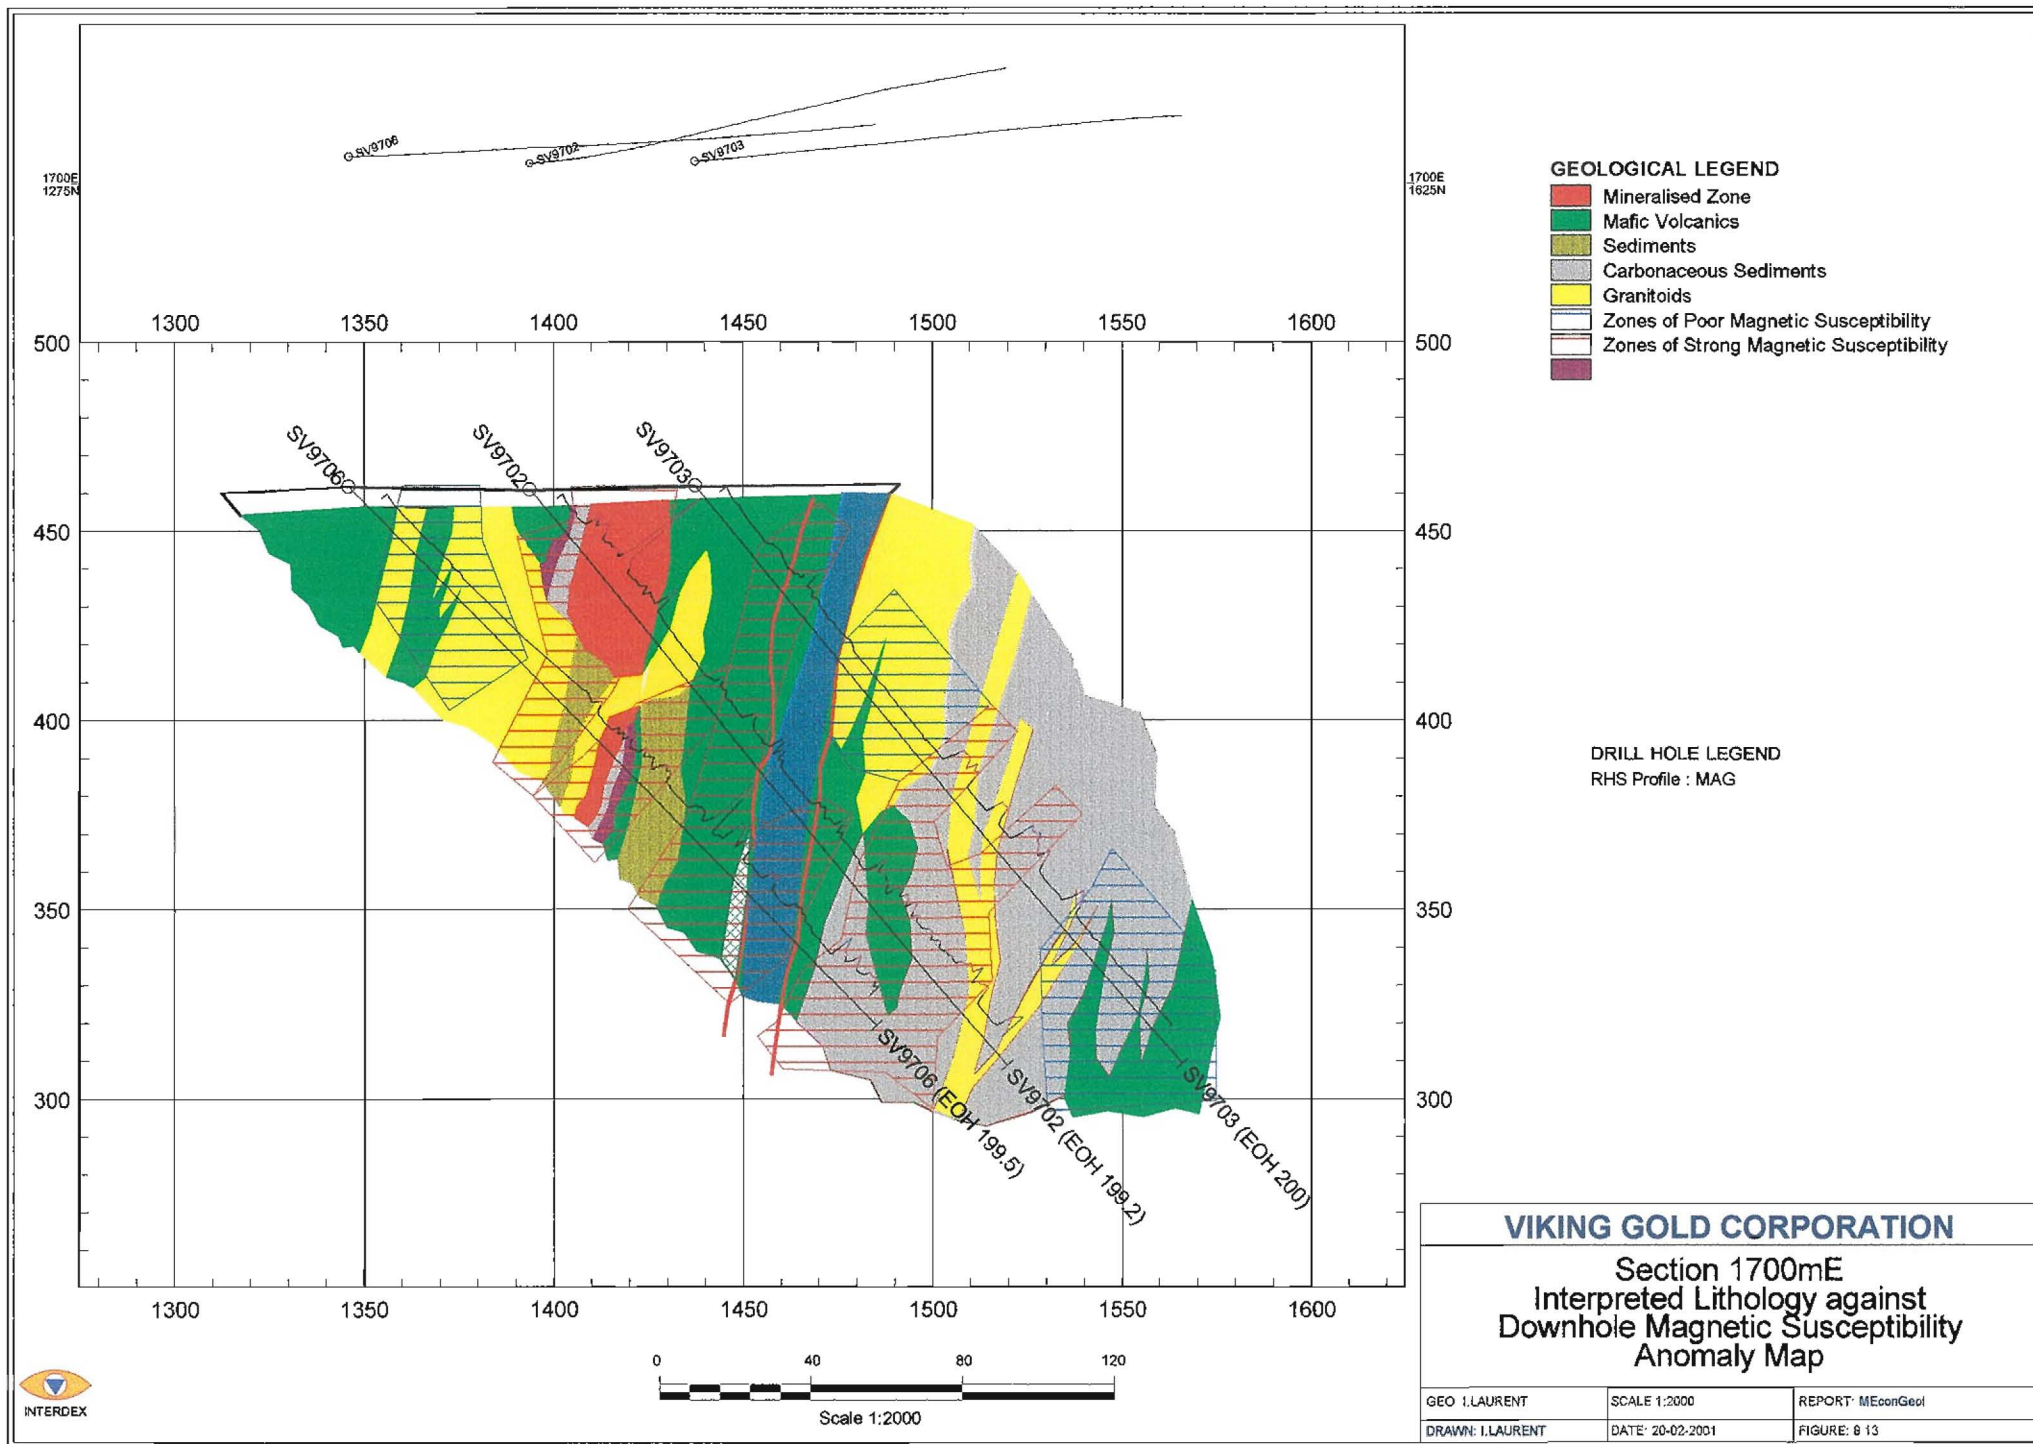 SV9706
SV9702
SV9703
1700E
1275N
1700E
1625N
GEOLOGICAL LEGEND
Mineralised Zone
Mafic Volcanics
Sediments
Carbonaceous Sediments
Granitoids
Zones of Poor Magnetic Susceptibility
Zones of Strong Magnetic Susceptibility
1300 1350 1400 1450 1500 1550 1600
500 500
SV9706
SV9702
SV9703
450 450
400 400
DRILL HOLE LEGEND
RHS Profile : MAG
350 350
300 300
SV9706 (EOH 199.5)
SV9702 (EOH 199.2)
SV9703 (EOH 200)
1300 1350 1400 1450 1500 1550 1600
0 40 80 120
Scale 1:2000
INTERDEX
VIKING GOLD CORPORATION
Section 1700mE
Interpreted Lithology against
Downhole Magnetic Susceptibility
Anomaly Map
GEO I.LAURENT SCALE 1:2000 REPORT: MEconGeol
DRAWN: I.LAURENT DATE: 20-02-2001 FIGURE: 8 13